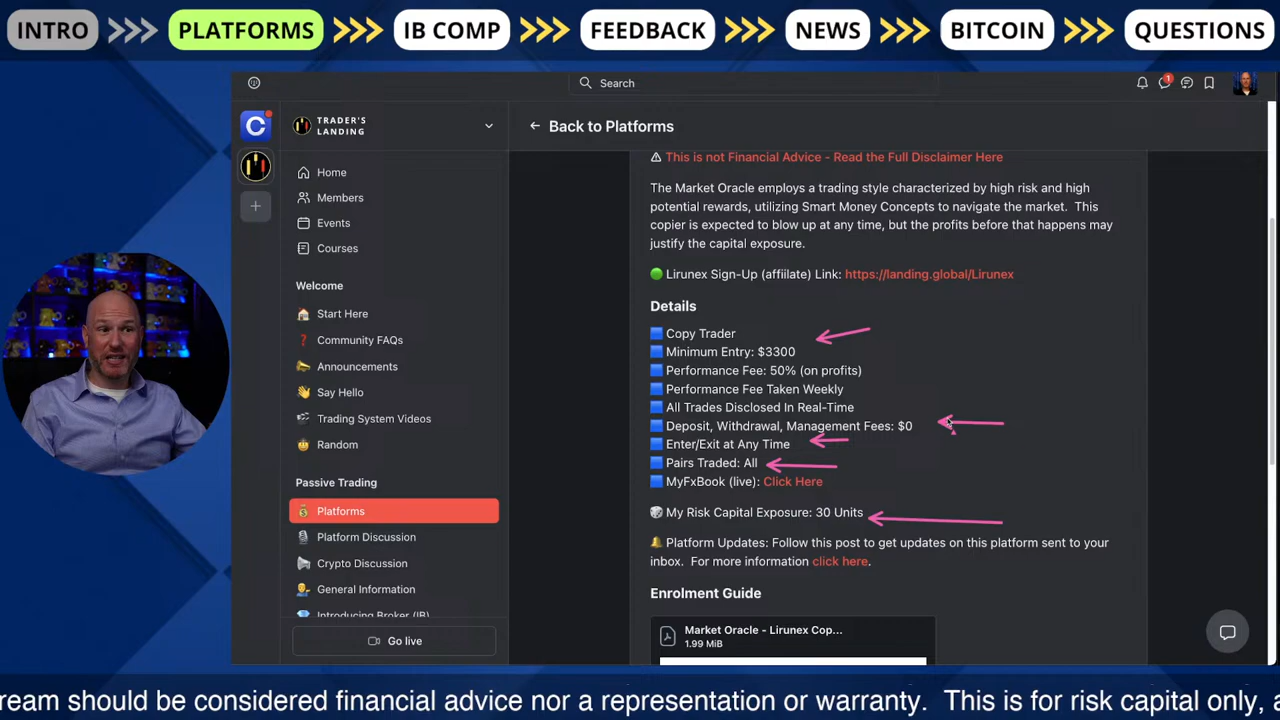 INTRO
PLATFORMS
IB COMP
FEEDBACK
NEWS
BITCOIN
QUESTIONS
Search
1
C
TRADER'S
LANDING
Back to Platforms
Home
Members
Events
Courses
Welcome
Start Here
Community FAQs
Announcements
Say Hello
Trading System Videos
Random
Passive Trading
Platforms
Platform Discussion
Crypto Discussion
General Information
Introducing Broker (IB)
Go live
This is not Financial Advice - Read the Full Disclaimer Here
The Market Oracle employs a trading style characterized by high risk and high
potential rewards, utilizing Smart Money Concepts to navigate the market. This
copier is expected to blow up at any time, but the profits before that happens may
justify the capital exposure.
Lirunex Sign-Up (affiilate) Link: https://landing.global/Lirunex
Details
Copy Trader
Minimum Entry: $3300
Performance Fee: 50% (on profits)
Performance Fee Taken Weekly
All Trades Disclosed In Real-Time
Deposit, Withdrawal, Management Fees: $0
Enter/Exit at Any Time
Pairs Traded: All
MyFxBook (live): Click Here
My Risk Capital Exposure: 30 Units
Platform Updates: Follow this post to get updates on this platform sent to your
inbox. For more information click here.
Enrolment Guide
Market Oracle - Lirunex Cop...
1.99 MiB
ream should be considered financial advice nor a representation or warranty. This is for risk capital only, a